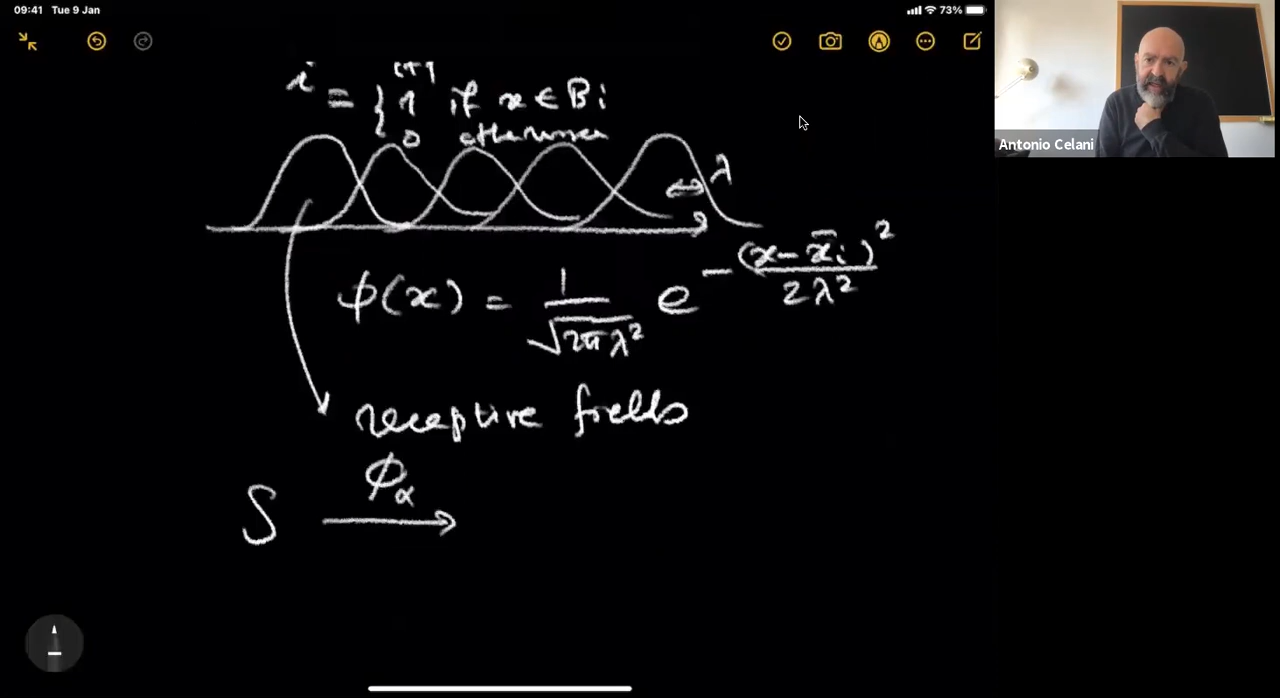 09:41 Tue 9 Jan
73%
Antonio Celani
i = { 1 if x ∈ Bi
0 otherwise
λ
ϕ(x) = 1/√(2πλ²) e^(-(x-x̄i)²/2λ²)
receptive fields
S ϕα →